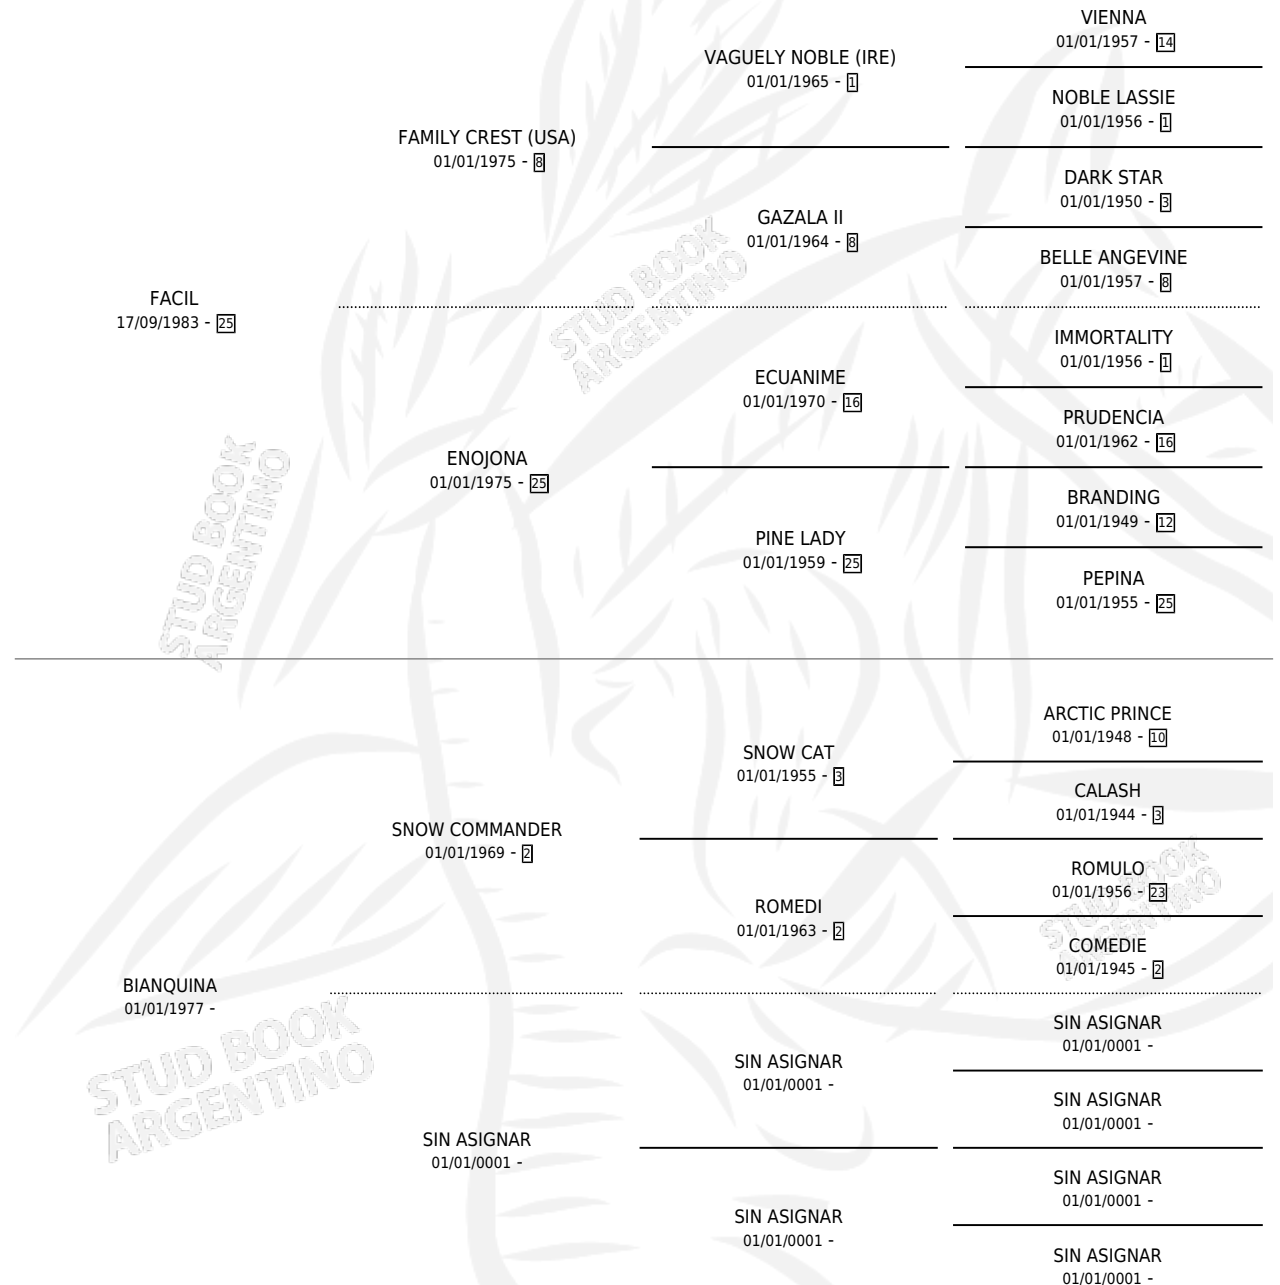 VIENNA
01/01/1957 - 14
VAGUELY NOBLE (IRE)
01/01/1965 - 1
NOBLE LASSIE
01/01/1956 - 1
FAMILY CREST (USA)
01/01/1975 - 8
DARK STAR
01/01/1950 - 3
GAZALA II
01/01/1964 - 8
BELLE ANGEVINE
01/01/1957 - 8
FACIL
17/09/1983 - 25
IMMORTALITY
01/01/1956 - 1
ECUANIME
01/01/1970 - 16
PRUDENCIA
01/01/1962 - 16
ENOJONA
01/01/1975 - 25
BRANDING
01/01/1949 - 12
PINE LADY
01/01/1959 - 25
PEPINA
01/01/1955 - 25
ARCTIC PRINCE
01/01/1948 - 10
SNOW CAT
01/01/1955 - 3
CALASH
01/01/1944 - 3
SNOW COMMANDER
01/01/1969 - 2
ROMULO
01/01/1956 - 23
ROMEDI
01/01/1963 - 2
COMEDIE
01/01/1945 - 2
BIANQUINA
01/01/1977 -
SIN ASIGNAR
01/01/0001 -
SIN ASIGNAR
01/01/0001 -
SIN ASIGNAR
01/01/0001 -
SIN ASIGNAR
01/01/0001 -
SIN ASIGNAR
01/01/0001 -
SIN ASIGNAR
01/01/0001 -
SIN ASIGNAR
01/01/0001 -
STUD BOOK
ARGENTINO
STUD BOOK
ARGENTINO
STUD BOOK
ARGENTINO
STUD BOOK
ARGENTINO